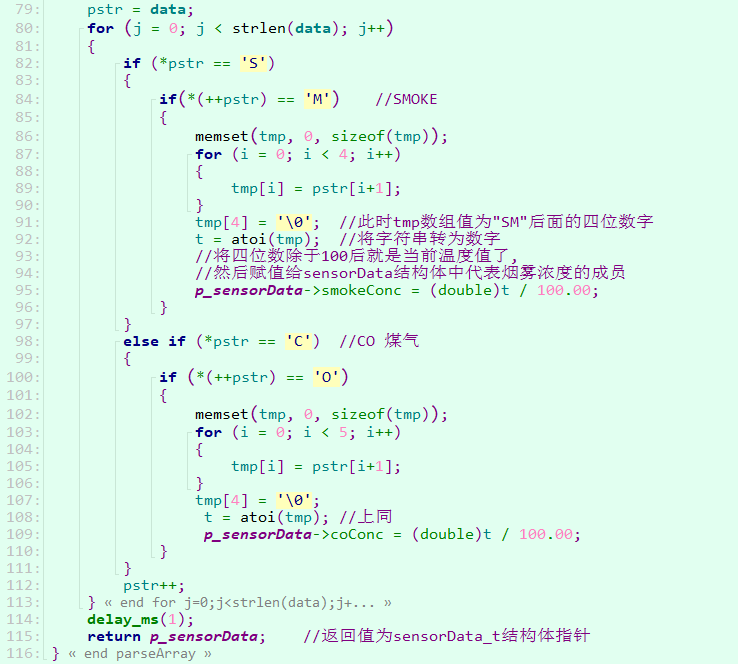 79:     pstr = data;
80:     for (j = 0; j < strlen(data); j++)
81:     {
82:         if (*pstr == 'S')
83:         {
84:             if(*(++pstr) == 'M')    //SMOKE
85:             {
86:                 memset(tmp, 0, sizeof(tmp));
87:                 for (i = 0; i < 4; i++)
88:                 {
89:                     tmp[i] = pstr[i+1];
90:                 }
91:                 tmp[4] = '\0';  //此时tmp数组值为"SM"后面的四位数字
92:                 t = atoi(tmp);  //将字符串转为数字
93:                 //将四位数除于100后就是当前温度值了,
94:                 //然后赋值给sensorData结构体中代表烟雾浓度的成员
95:                 p_sensorData->smokeConc = (double)t / 100.00;
96:             }
97:         }
98:         else if (*pstr == 'C')  //CO 煤气
99:         {
100:             if (*(++pstr) == 'O')
101:             {
102:                 memset(tmp, 0, sizeof(tmp));
103:                 for (i = 0; i < 5; i++)
104:                 {
105:                     tmp[i] = pstr[i+1];
106:                 }
107:                 tmp[4] = '\0';
108:                  t = atoi(tmp); //上同
109:                  p_sensorData->coConc = (double)t / 100.00;
110:             }
111:         }
112:         pstr++;
113:     } « end for j=0;j<strlen(data);j+... »
114:     delay_ms(1);
115:     return p_sensorData;    //返回值为sensorData_t结构体指针
116: } « end parseArray »